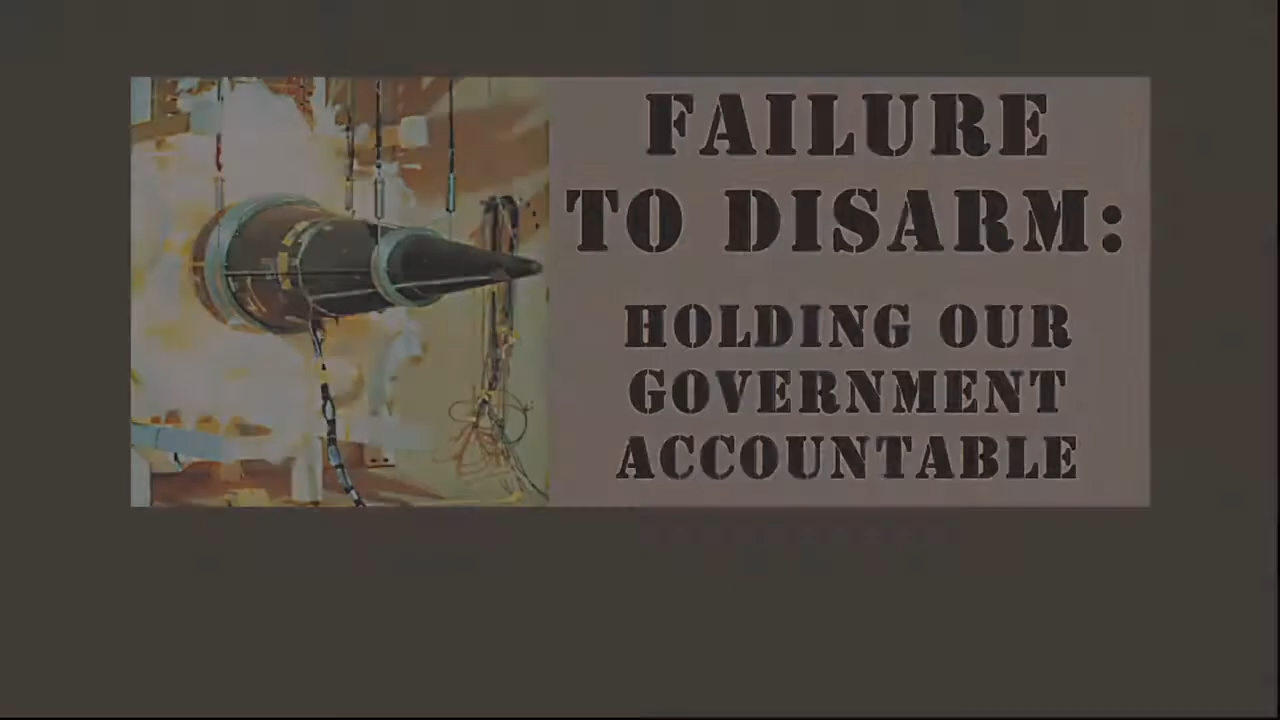 FAILURE
TO DISARM:
HOLDING OUR
GOVERNMENT
ACCOUNTABLE